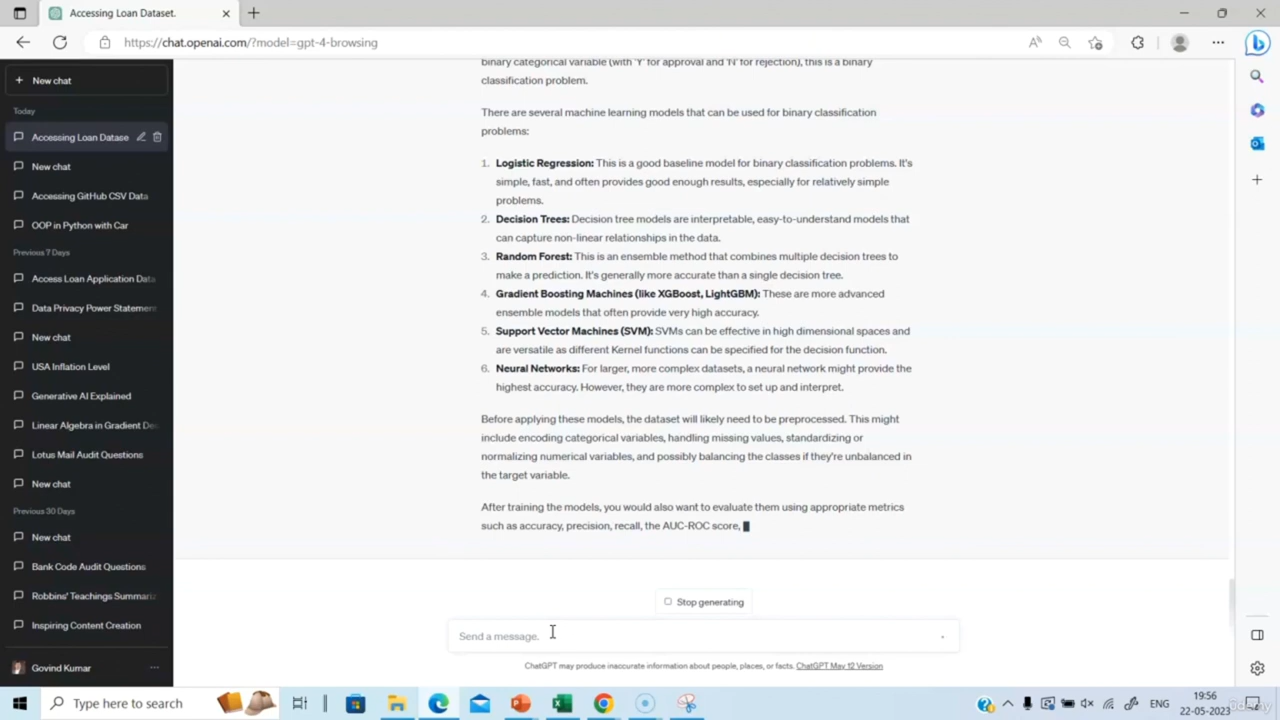 Accessing Loan Dataset.
https://chat.openai.com/?model=gpt-4-browsing
New chat
Today
Accessing Loan Datase
New chat
Accessing GitHub CSV Data
OOP in Python with Car
Previous 7 Days
Access Loan Application Data
Data Privacy Power Statement
New chat
USA Inflation Level
Generative AI Explained
Linear Algebra in Gradient De
Lotus Mail Audit Questions
New chat
Previous 30 Days
New chat
Bank Code Audit Questions
Robbins' Teachings Summariz
Inspiring Content Creation
Govind Kumar
binary categorical variable (with 'Y' for approval and 'N' for rejection), this is a binary
classification problem.
There are several machine learning models that can be used for binary classification
problems:
1. Logistic Regression: This is a good baseline model for binary classification problems. It's
simple, fast, and often provides good enough results, especially for relatively simple
problems.
2. Decision Trees: Decision tree models are interpretable, easy-to-understand models that
can capture non-linear relationships in the data.
3. Random Forest: This is an ensemble method that combines multiple decision trees to
make a prediction. It's generally more accurate than a single decision tree.
4. Gradient Boosting Machines (like XGBoost, LightGBM): These are more advanced
ensemble models that often provide very high accuracy.
5. Support Vector Machines (SVM): SVMs can be effective in high dimensional spaces and
are versatile as different Kernel functions can be specified for the decision function.
6. Neural Networks: For larger, more complex datasets, a neural network might provide the
highest accuracy. However, they are more complex to set up and interpret.
Before applying these models, the dataset will likely need to be preprocessed. This might
include encoding categorical variables, handling missing values, standardizing or
normalizing numerical variables, and possibly balancing the classes if they're unbalanced in
the target variable.
After training the models, you would also want to evaluate them using appropriate metrics
such as accuracy, precision, recall, the AUC-ROC score,
Stop generating
Send a message.
ChatGPT may produce inaccurate information about people, places, or facts. ChatGPT May 12 Version
Type here to search
ENG
19:56
22-05-2023